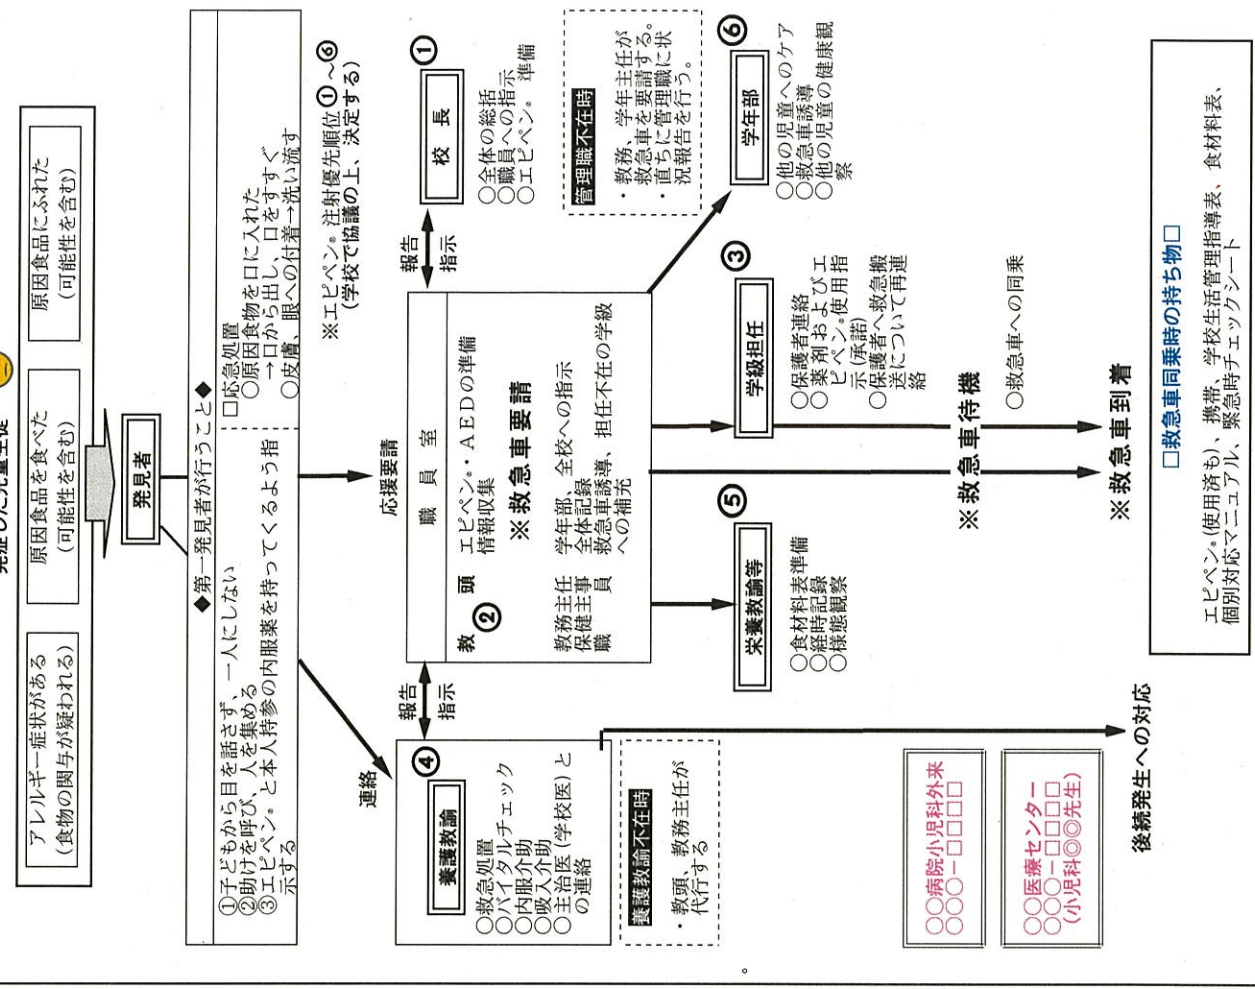 アレルギー症状がある
(食物の関与が疑われる)
原因食品を食べた
(可能性を含む)
原因食品にふれた
(可能性を含む)
発見者
◆第一発見者が行うこと◆
①子どもから目を話さず、一人にしない
②助けを呼び、人を集める
③エピペン®と本人持参の内服薬を持ってくるよう指
示する
□応急処置
○原因食物を口に入れた
→口から出し、口をすすぐ
○皮膚、眼への付着→洗い流す
※エピペン®注射優先順位①~⑥
(学校で協議の上、決定する)
連絡
応援要請
養護教諭
④
○救急処置
○バイタルチェック
○内服介助
○吸入介助
○主治医(学校医)と
の連絡
養護教諭不在時
・教頭、教務主任が
代行する
報告
指示
職員室
教頭
②
エピペン®・AEDの準備
情報収集
※救急車要請
教務主任
保健主事
職員
学年部、全校への指示
全体記録
救急車誘導、担任不在の学級
への補充
報告
指示
校長
①
○全体の総括
○職員への指示
○エピペン®準備
管理職不在時
・教務、学年主任が
救急車を要請する。
・直ちに管理職に状
況報告を行う。
栄養教諭等
⑤
○食材料表準備
○経時記録
○様態観察
学級担任
③
○保護者連絡
○薬剤およびエ
ピペン®使用指
示(承諾)
○保護者へ救急搬
送について再連
絡
学年部
⑥
○他の児童へのケア
○救急車誘導
○他の児童の健康観
察
※救急車待機
○救急車への同乗
※救急車到着
○○病院小児科外来
○○○ー□□□□
○○医療センター
○○○ー□□□□
(小児科◎◎先生)
後続発生への対応
□救急車同乗時の持ち物□
エピペン®(使用済も)、携帯、学校生活管理指導表、食材料表、
個別対応マニュアル、緊急時チェックシート